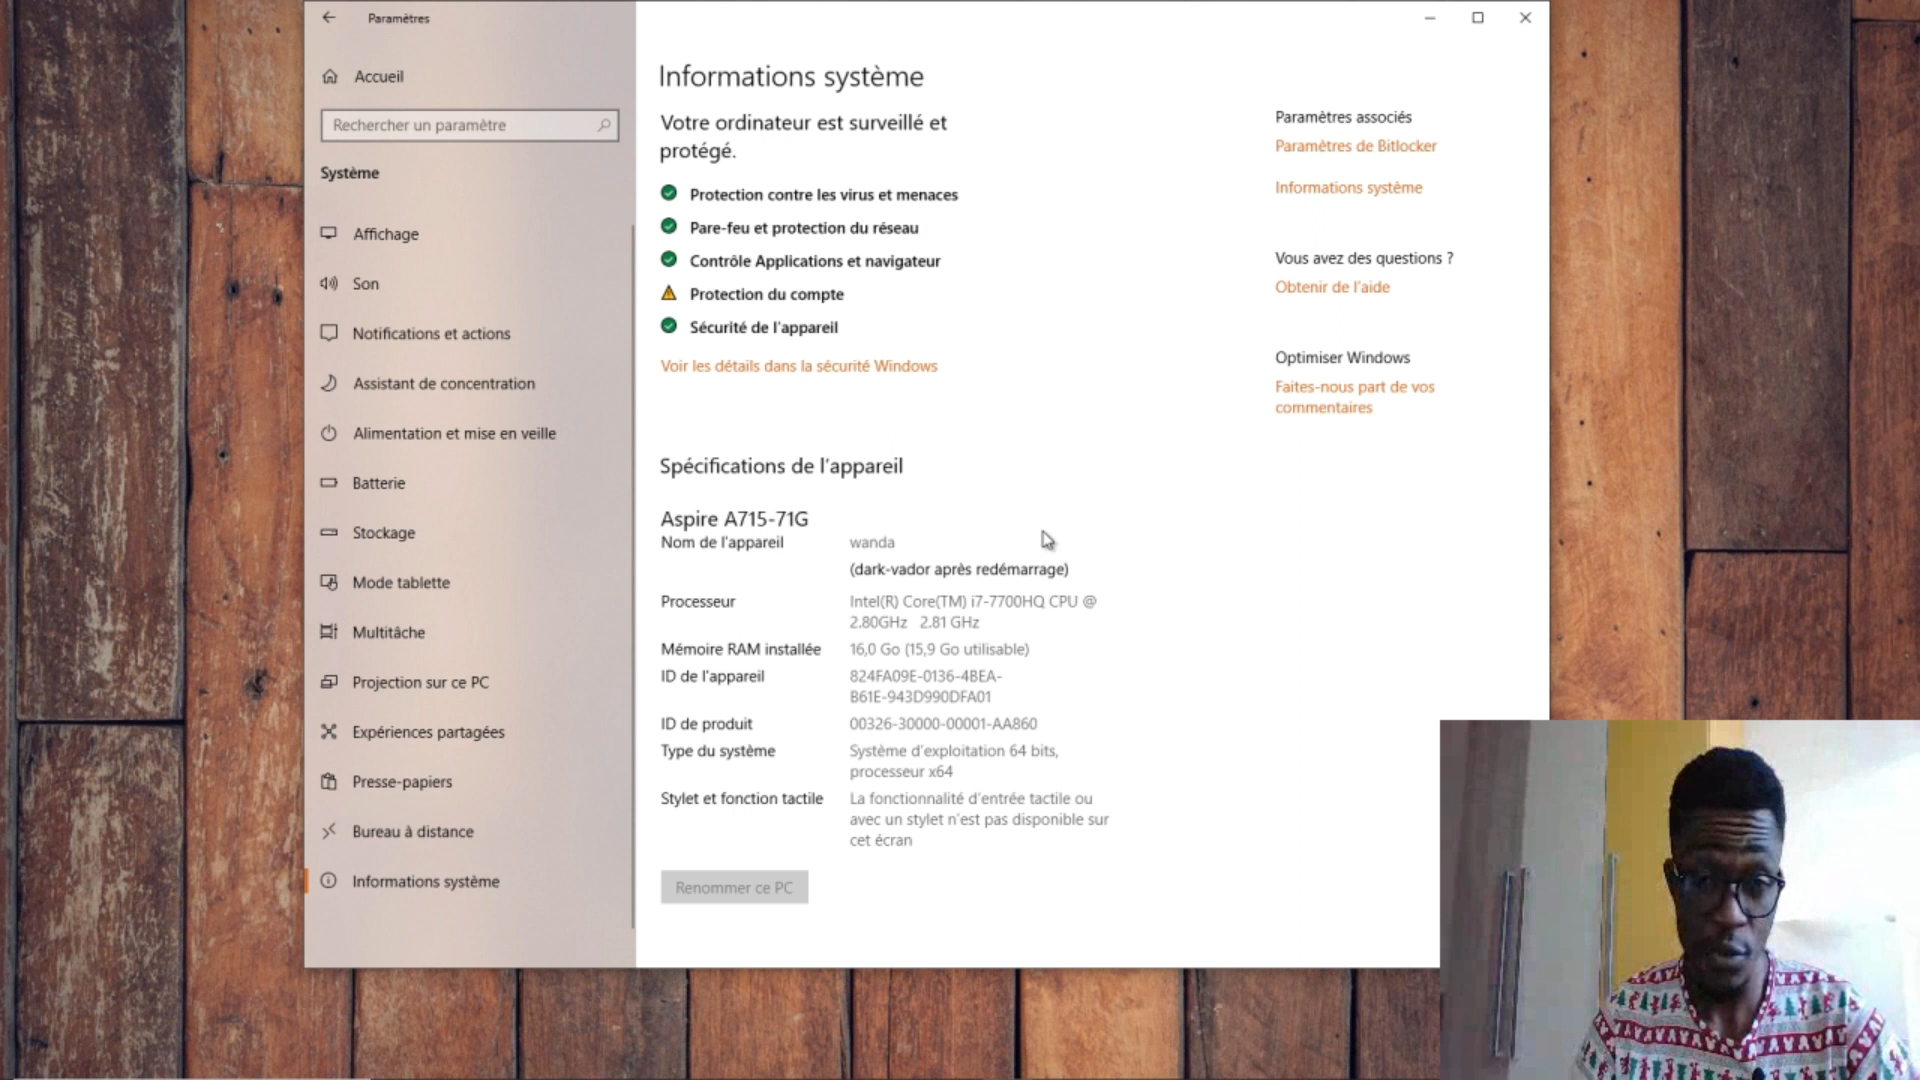 Paramètres
Accueil
Rechercher un paramètre
Système
Affichage
Son
Notifications et actions
Assistant de concentration
Alimentation et mise en veille
Batterie
Stockage
Mode tablette
Multitâche
Projection sur ce PC
Expériences partagées
Presse-papiers
Bureau à distance
Informations système
Informations système
Votre ordinateur est surveillé et
protégé.
Protection contre les virus et menaces
Pare-feu et protection du réseau
Contrôle Applications et navigateur
Protection du compte
Sécurité de l'appareil
Voir les détails dans la sécurité Windows
Spécifications de l'appareil
Aspire A715-71G
Nom de l'appareil wanda
(dark-vador après redémarrage)
Processeur Intel(R) Core(TM) i7-7700HQ CPU @
2.80GHz 2.81 GHz
Mémoire RAM installée 16,0 Go (15,9 Go utilisable)
ID de l'appareil 824FA09E-0136-4BEA-
B61E-943D990DFA01
ID de produit 00326-30000-00001-AA860
Type du système Système d'exploitation 64 bits,
processeur x64
Stylet et fonction tactile La fonctionnalité d'entrée tactile ou
avec un stylet n'est pas disponible sur
cet écran
Renommer ce PC
Paramètres associés
Paramètres de Bitlocker
Informations système
Vous avez des questions ?
Obtenir de l'aide
Optimiser Windows
Faites-nous part de vos
commentaires